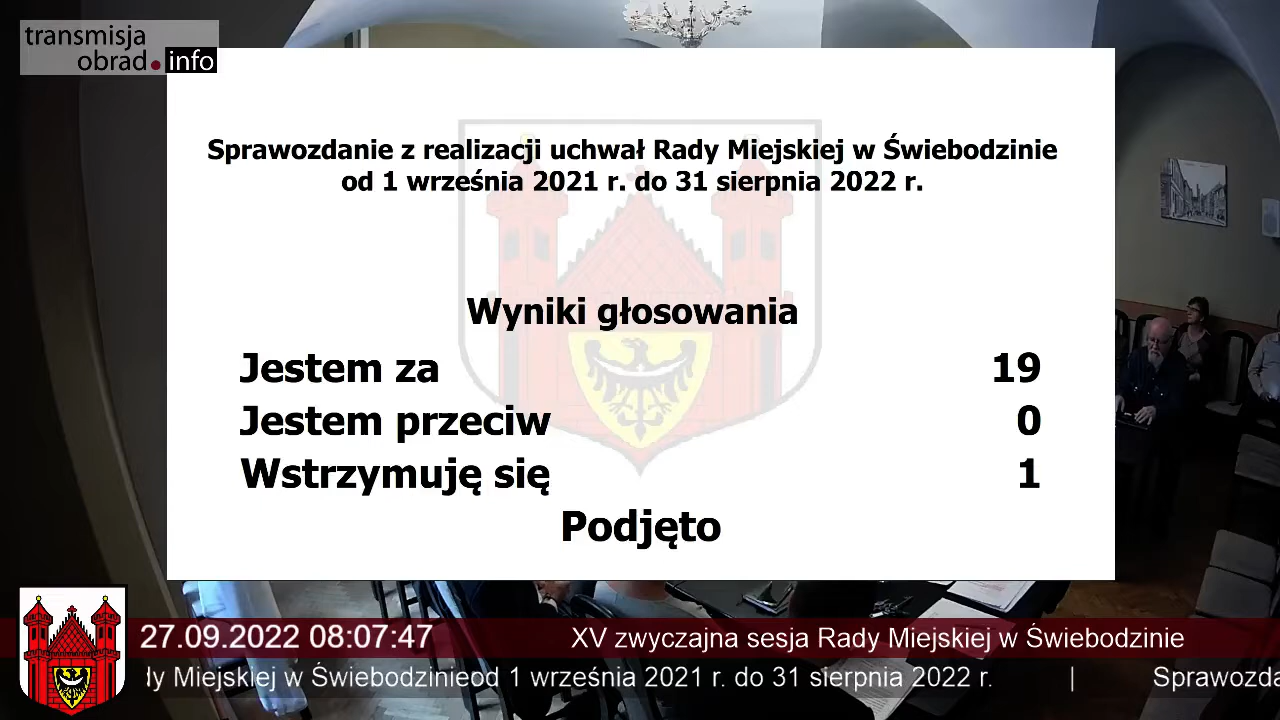 transmisja
obrad.info
Sprawozdanie z realizacji uchwał Rady Miejskiej w Świebodzinie
od 1 września 2021 r. do 31 sierpnia 2022 r.
Wyniki głosowania
Jestem za 19
Jestem przeciw 0
Wstrzymuję się 1
Podjęto
27.09.2022 08:07:47 XV zwyczajna sesja Rady Miejskiej w Świebodzinie
dy Miejskiej w Świebodzinieod 1 września 2021 r. do 31 sierpnia 2022 r. | Sprawozda